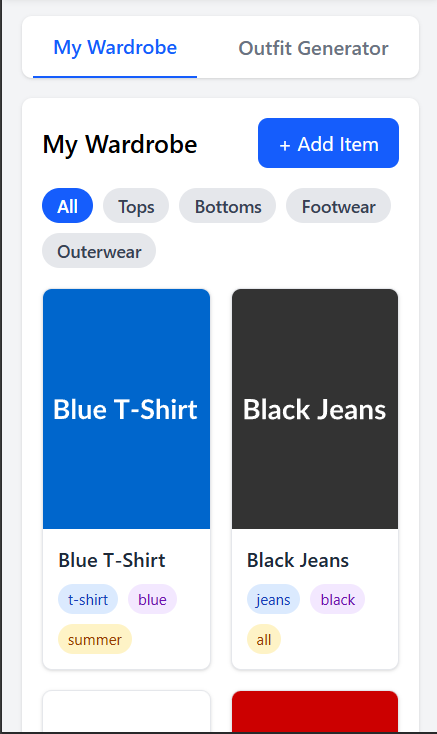 My Wardrobe Outfit Generator
My Wardrobe + Add Item
All Tops Bottoms Footwear
Outerwear
Blue T-Shirt Black Jeans
Blue T-Shirt Black Jeans
t-shirt blue jeans black
summer all